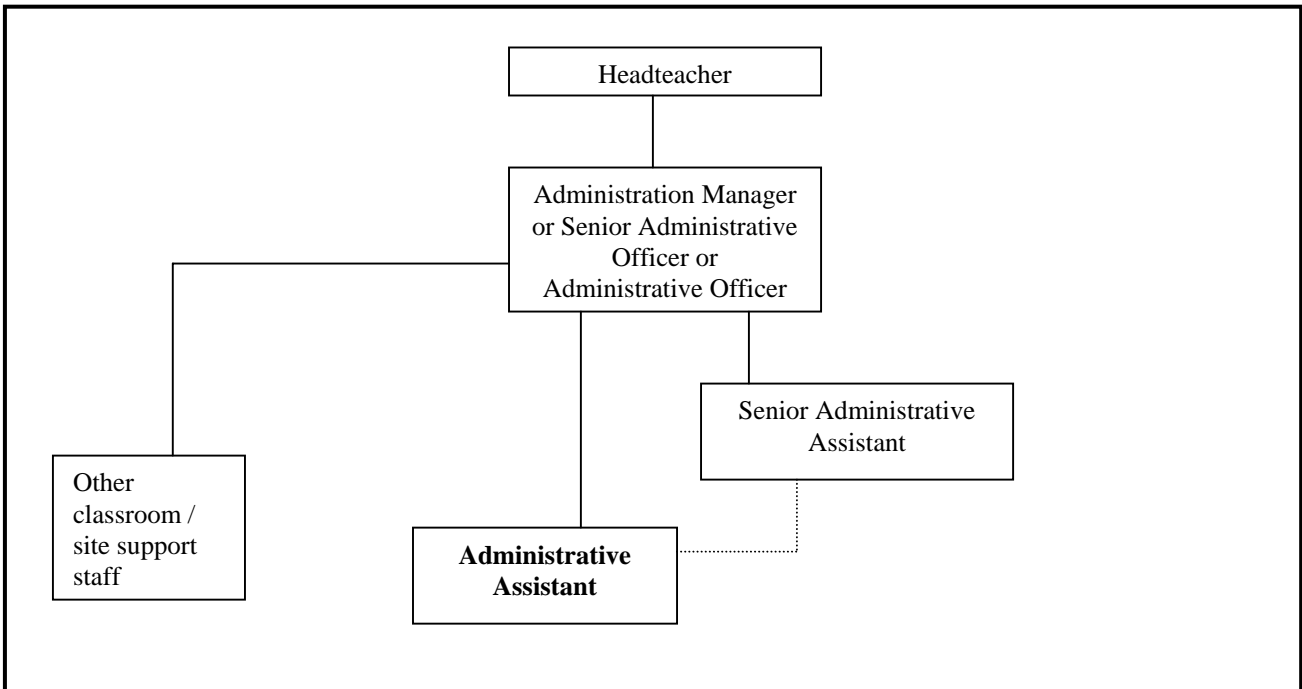 Headteacher
Administration Manager
or Senior Administrative
Officer or
Administrative Officer
Senior Administrative
Assistant
Other
classroom /
site support
staff
Administrative
Assistant